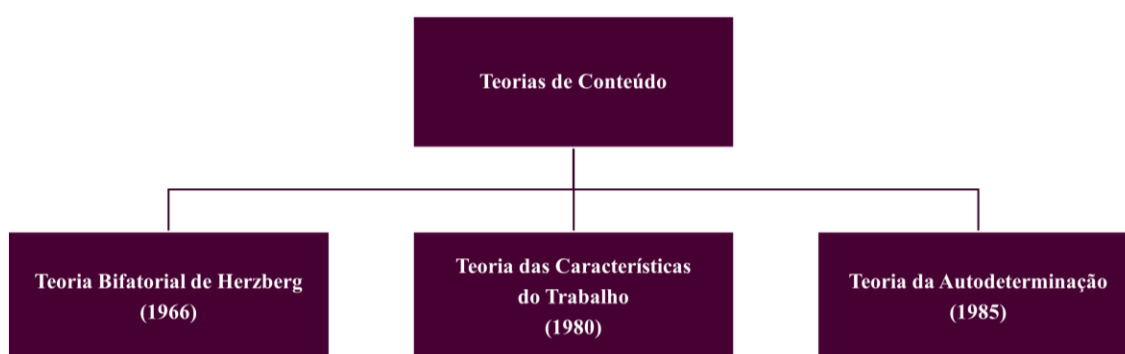 Teorias de Conteúdo
Teoria Bifatorial de Herzberg
(1966)
Teoria das Características
do Trabalho
(1980)
Teoria da Autodeterminação
(1985)